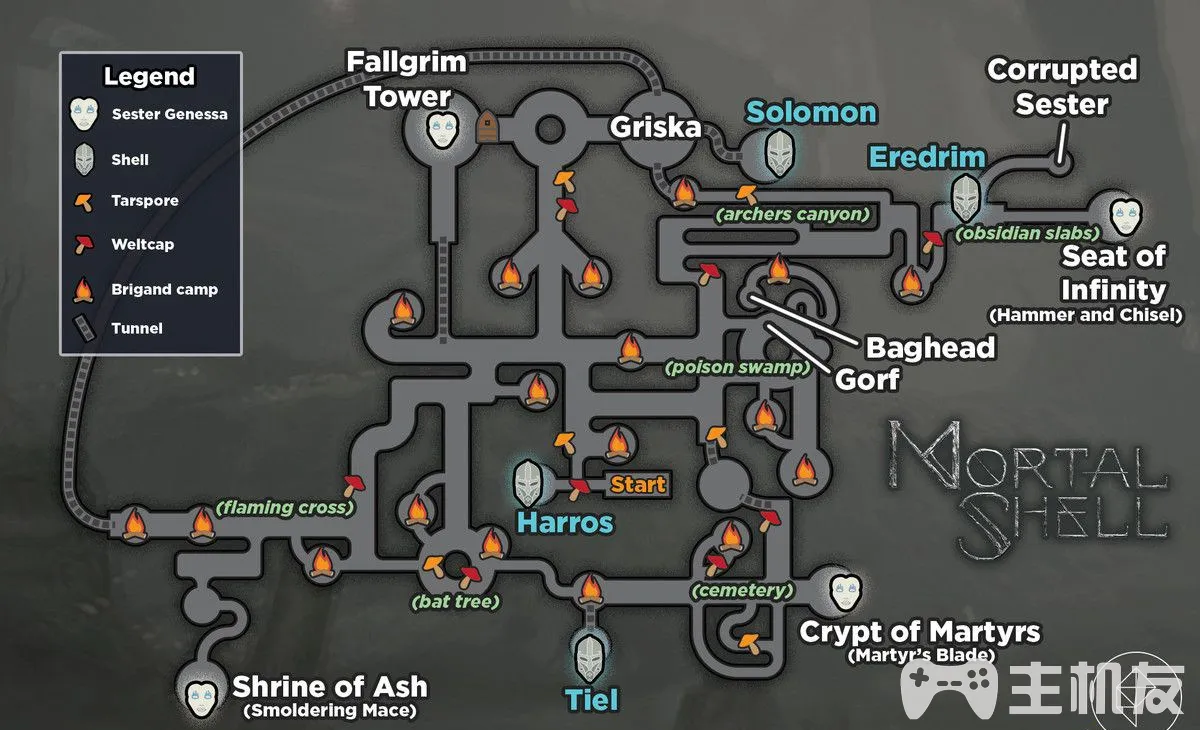 Legend
Sester Genessa
Shell
Tarspore
Weltcap
Brigand camp
Tunnel
Fallgrim
Tower
Griska
Solomon
Corrupted
Sester
Eredrim
(archers canyon)
(obsidian slabs)
Seat of
Infinity
(Hammer and Chisel)
Baghead
Gorf
(poison swamp)
MORTAL
SHELL
Start
Harros
(flaming cross)
(bat tree)
(cemetery)
Crypt of Martyrs
(Martyr's Blade)
Tiel
Shrine of Ash
(Smoldering Mace)
主机友